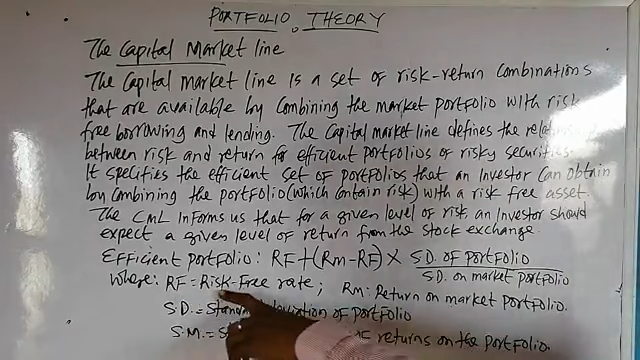 PORTFOLIO THEORY
The Capital Market line
The Capital market line is a set of risk-return combinations
that are available by combining the market portfolio with risk
free borrowing and lending. The Capital market line defines the
between risk and return for efficient portfolios of risky securities.
It specifies the efficient set of portfolios that an investor can obtain
by combining the portfolio (which contain risk) with a risk free asset.
The CML informs us that for a given level of risk an investor should
expect a given level of return from the stock exchange.
Efficient portfolio: RF + (Rm - RF) X S.D. OF PORTFOLIO
S.D. on market portfolio
Where: RF = Risk-Free rate; Rm: Return on market portfolio.
S.D. = of portfolio
S.M. = returns on the portfolio.